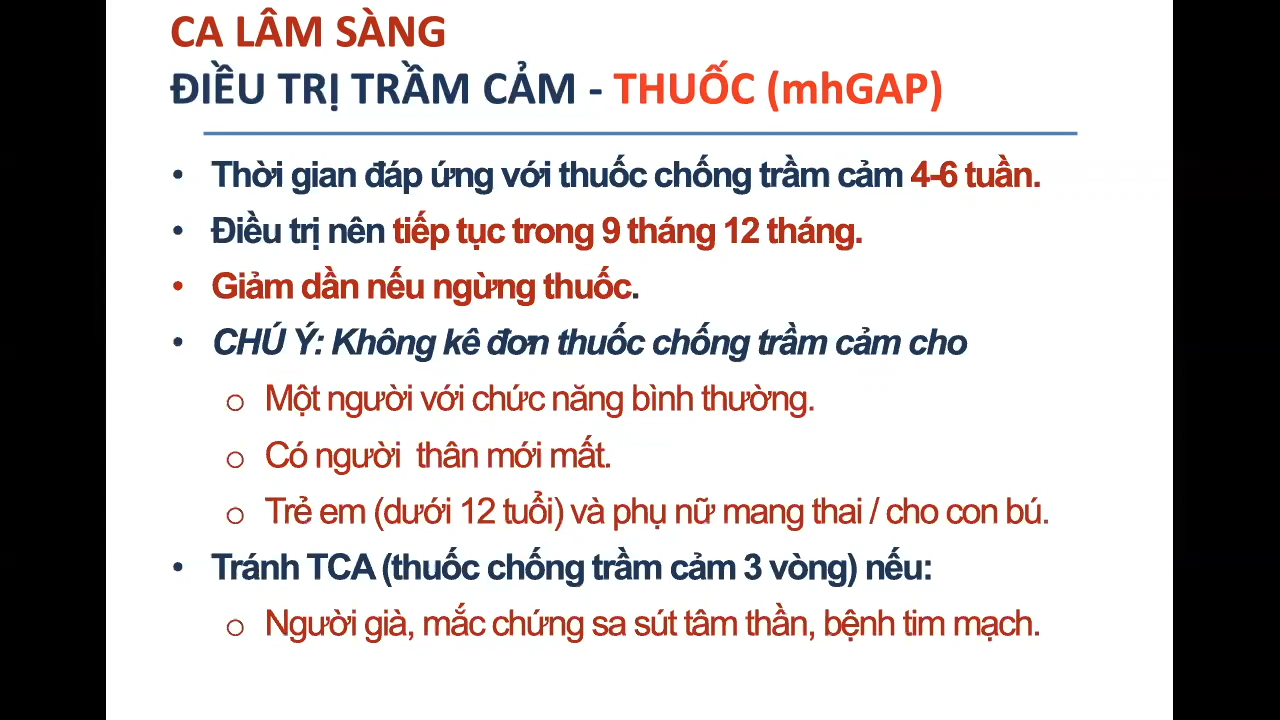 CA LÂM SÀNG
ĐIỀU TRỊ TRẦM CẢM - THUỐC (mhGAP)
• Thời gian đáp ứng với thuốc chống trầm cảm 4-6 tuần.
• Điều trị nên tiếp tục trong 9 tháng 12 tháng.
• Giảm dần nếu ngừng thuốc.
• CHÚ Ý: Không kê đơn thuốc chống trầm cảm cho
o Một người với chức năng bình thường.
o Có người thân mới mất.
o Trẻ em (dưới 12 tuổi) và phụ nữ mang thai / cho con bú.
• Tránh TCA (thuốc chống trầm cảm 3 vòng) nếu:
o Người già, mắc chứng sa sút tâm thần, bệnh tim mạch.